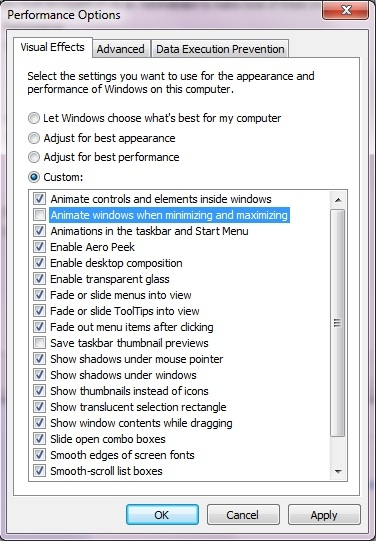 Performance Options
Visual Effects
Advanced
Data Execution Prevention
Select the settings you want to use for the appearance and
performance of Windows on this computer.
Let Windows choose what's best for my computer
Adjust for best appearance
Adjust for best performance
Custom:
Animate controls and elements inside windows
Animate windows when minimizing and maximizing
Animations in the taskbar and Start Menu
Enable Aero Peek
Enable desktop composition
Enable transparent glass
Fade or slide menus into view
Fade or slide ToolTips into view
Fade out menu items after clicking
Save taskbar thumbnail previews
Show shadows under mouse pointer
Show shadows under windows
Show thumbnails instead of icons
Show translucent selection rectangle
Show window contents while dragging
Slide open combo boxes
Smooth edges of screen fonts
Smooth-scroll list boxes
OK
Cancel
Apply